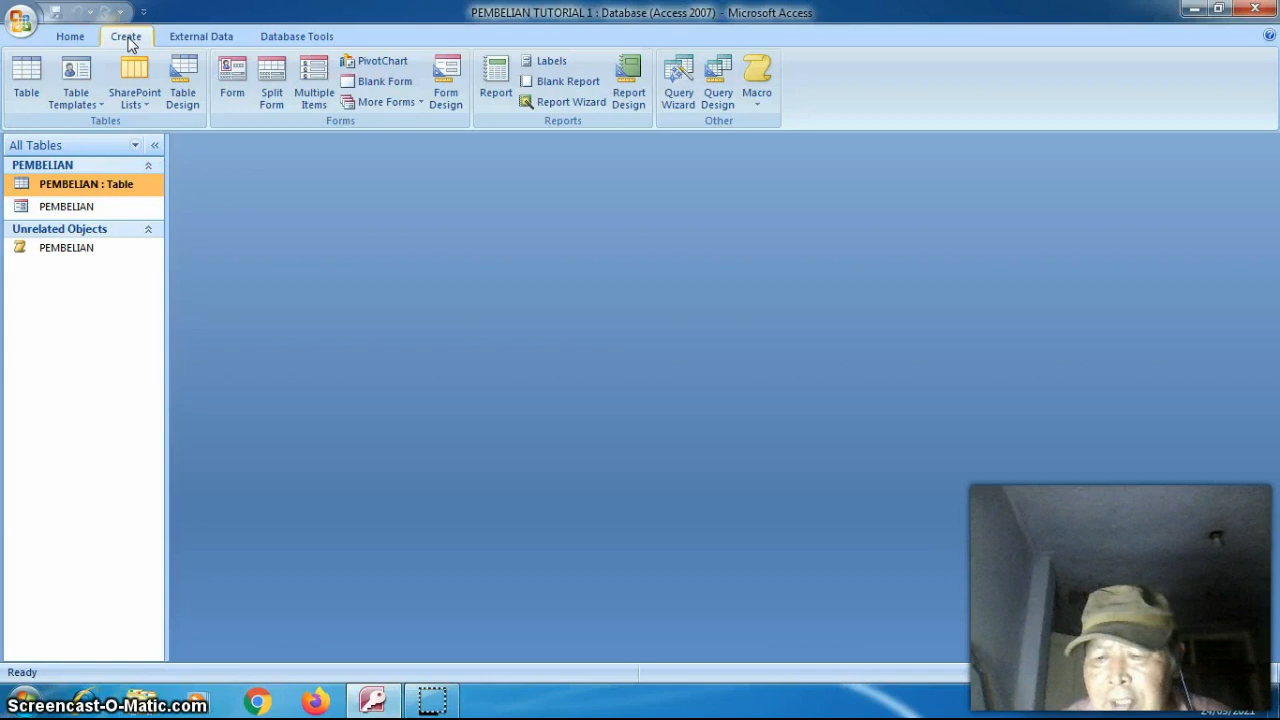 PEMBELIAN TUTORIAL 1 : Database (Access 2007) - Microsoft Access
Home Create External Data Database Tools
Table
Table Templates
SharePoint Lists
Table Design
Tables
Form
Split Form
Multiple Items
PivotChart
Blank Form
More Forms
Form Design
Forms
Report
Labels
Blank Report
Report Wizard
Report Design
Reports
Query Wizard
Query Design
Macro
Other
All Tables
PEMBELIAN
PEMBELIAN : Table
PEMBELIAN
Unrelated Objects
PEMBELIAN
Ready
Screencast-O-Matic.com
24/03/2021